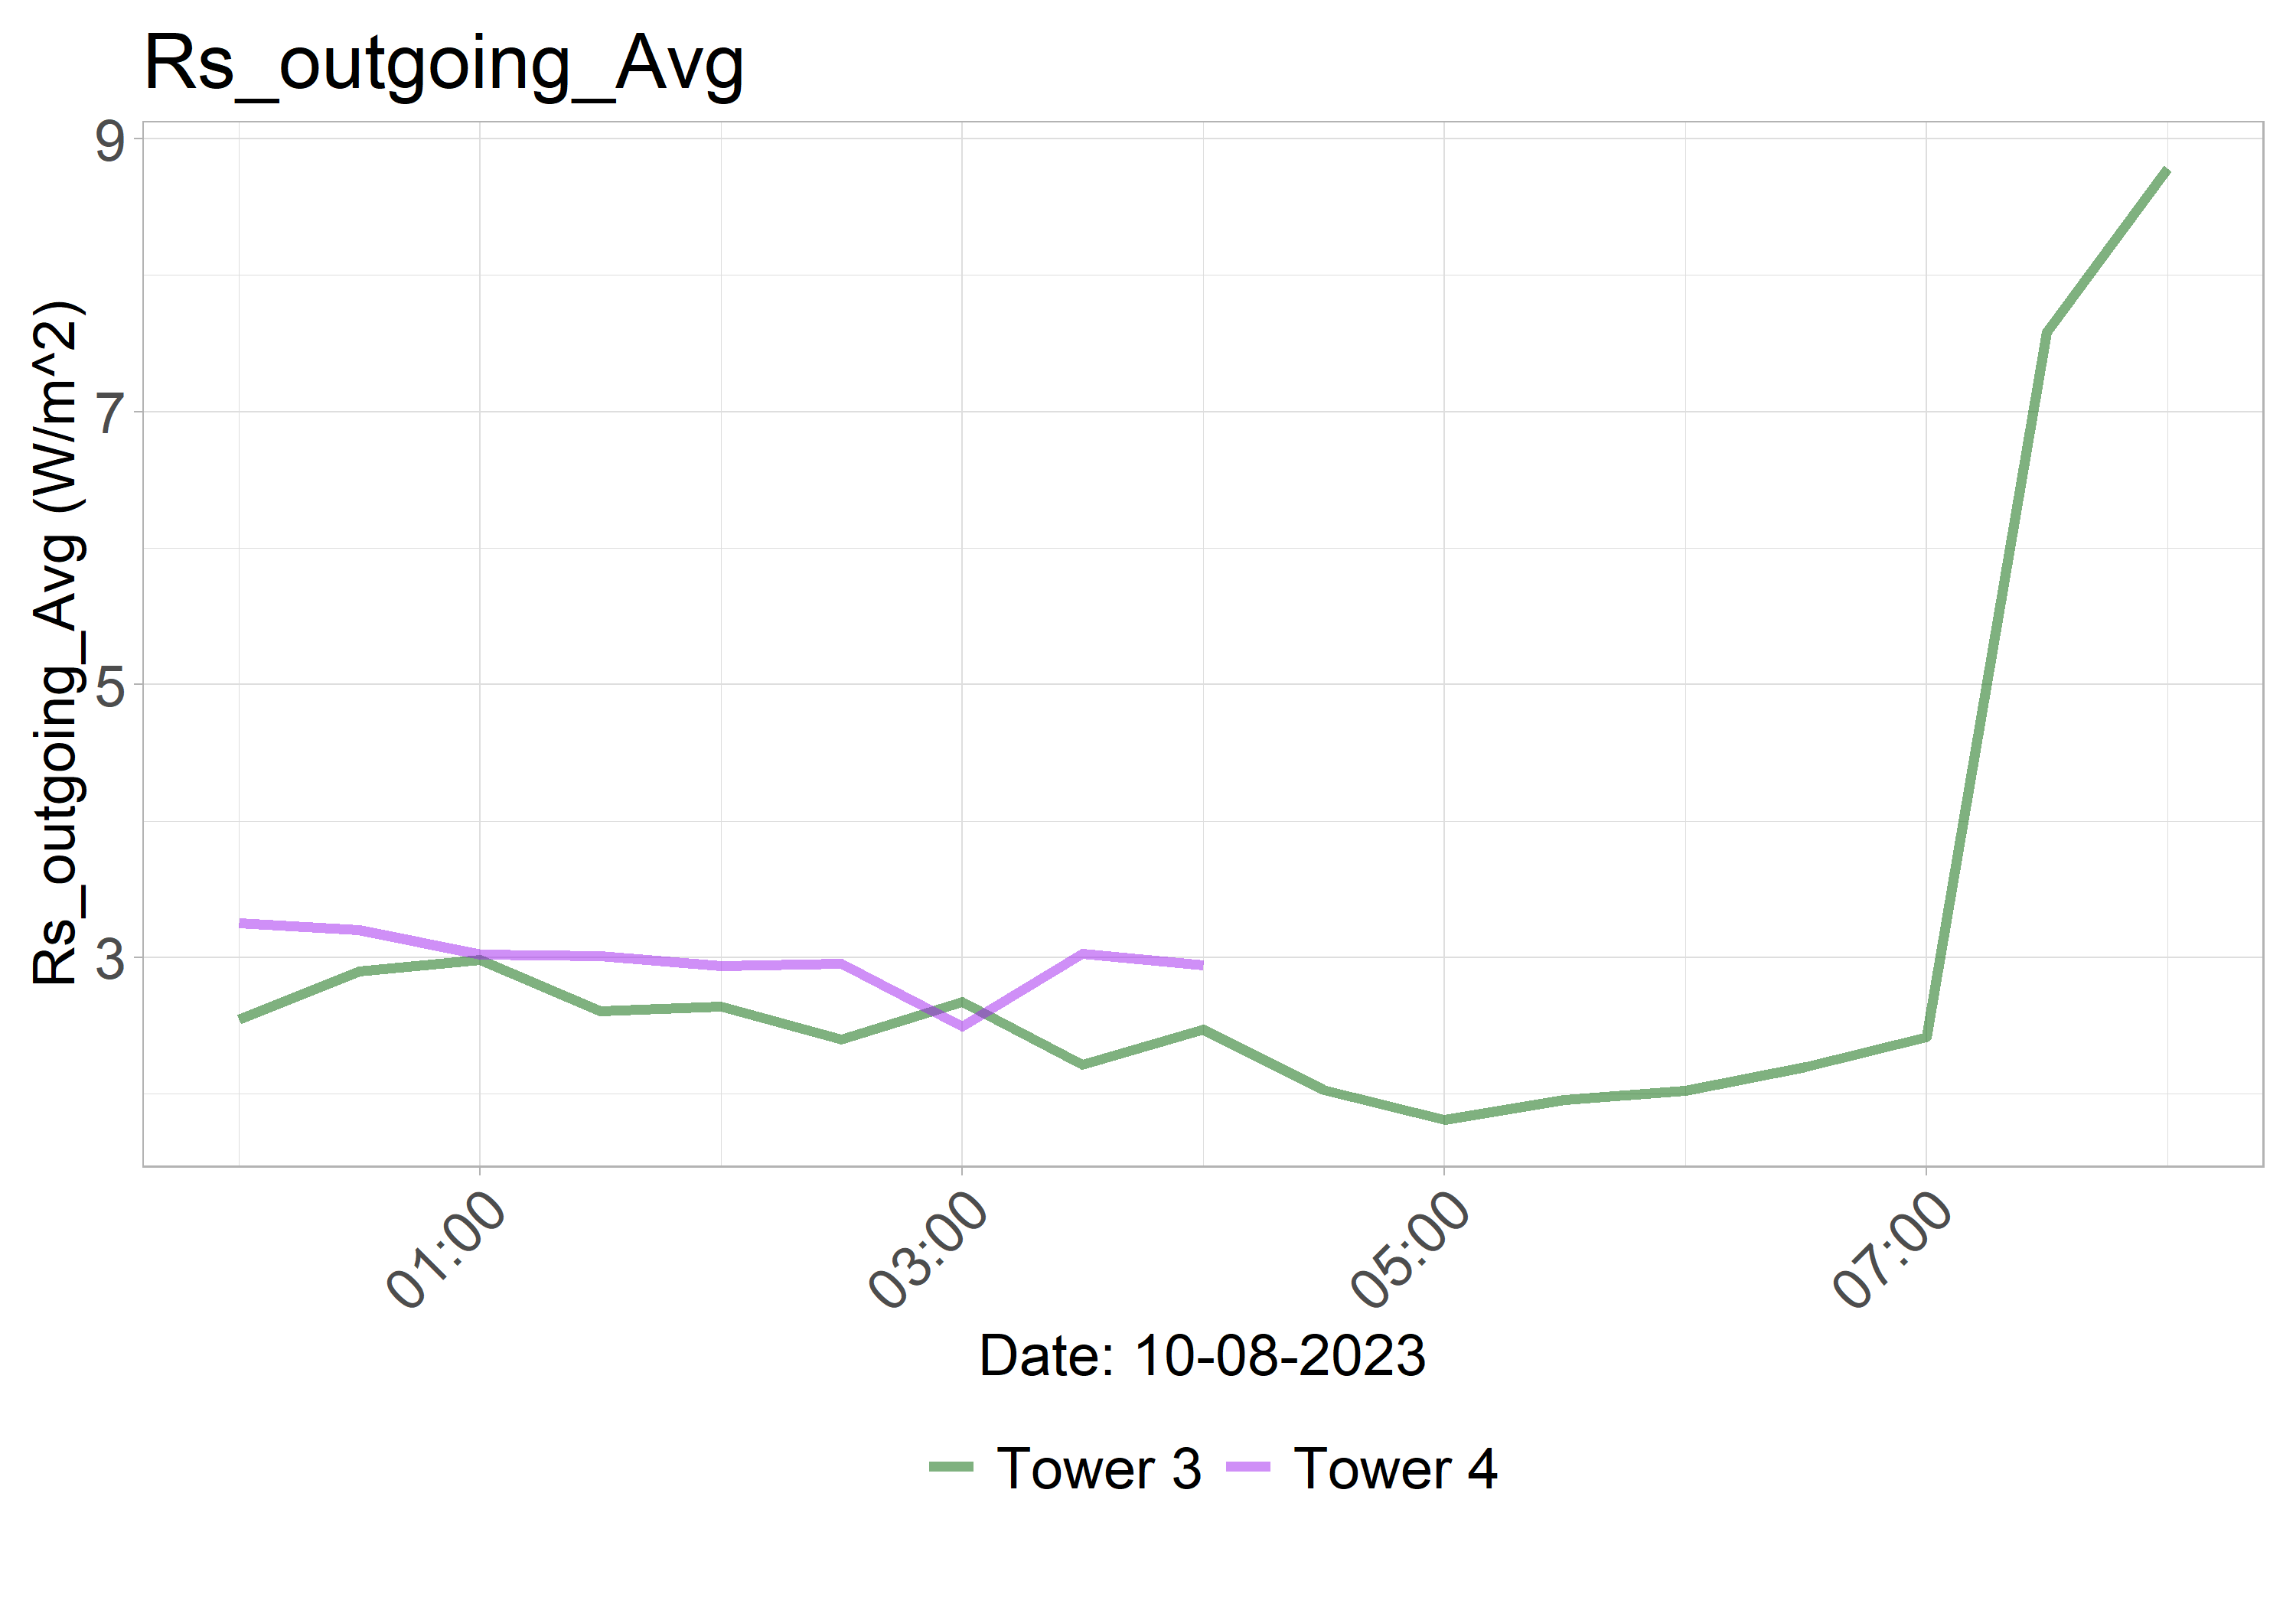 Rs_outgoing_Avg
Rs_outgoing_Avg (W/m^2)
9
7
5
3
01:00
03:00
05:00
07:00
Date: 10-08-2023
Tower 3
Tower 4